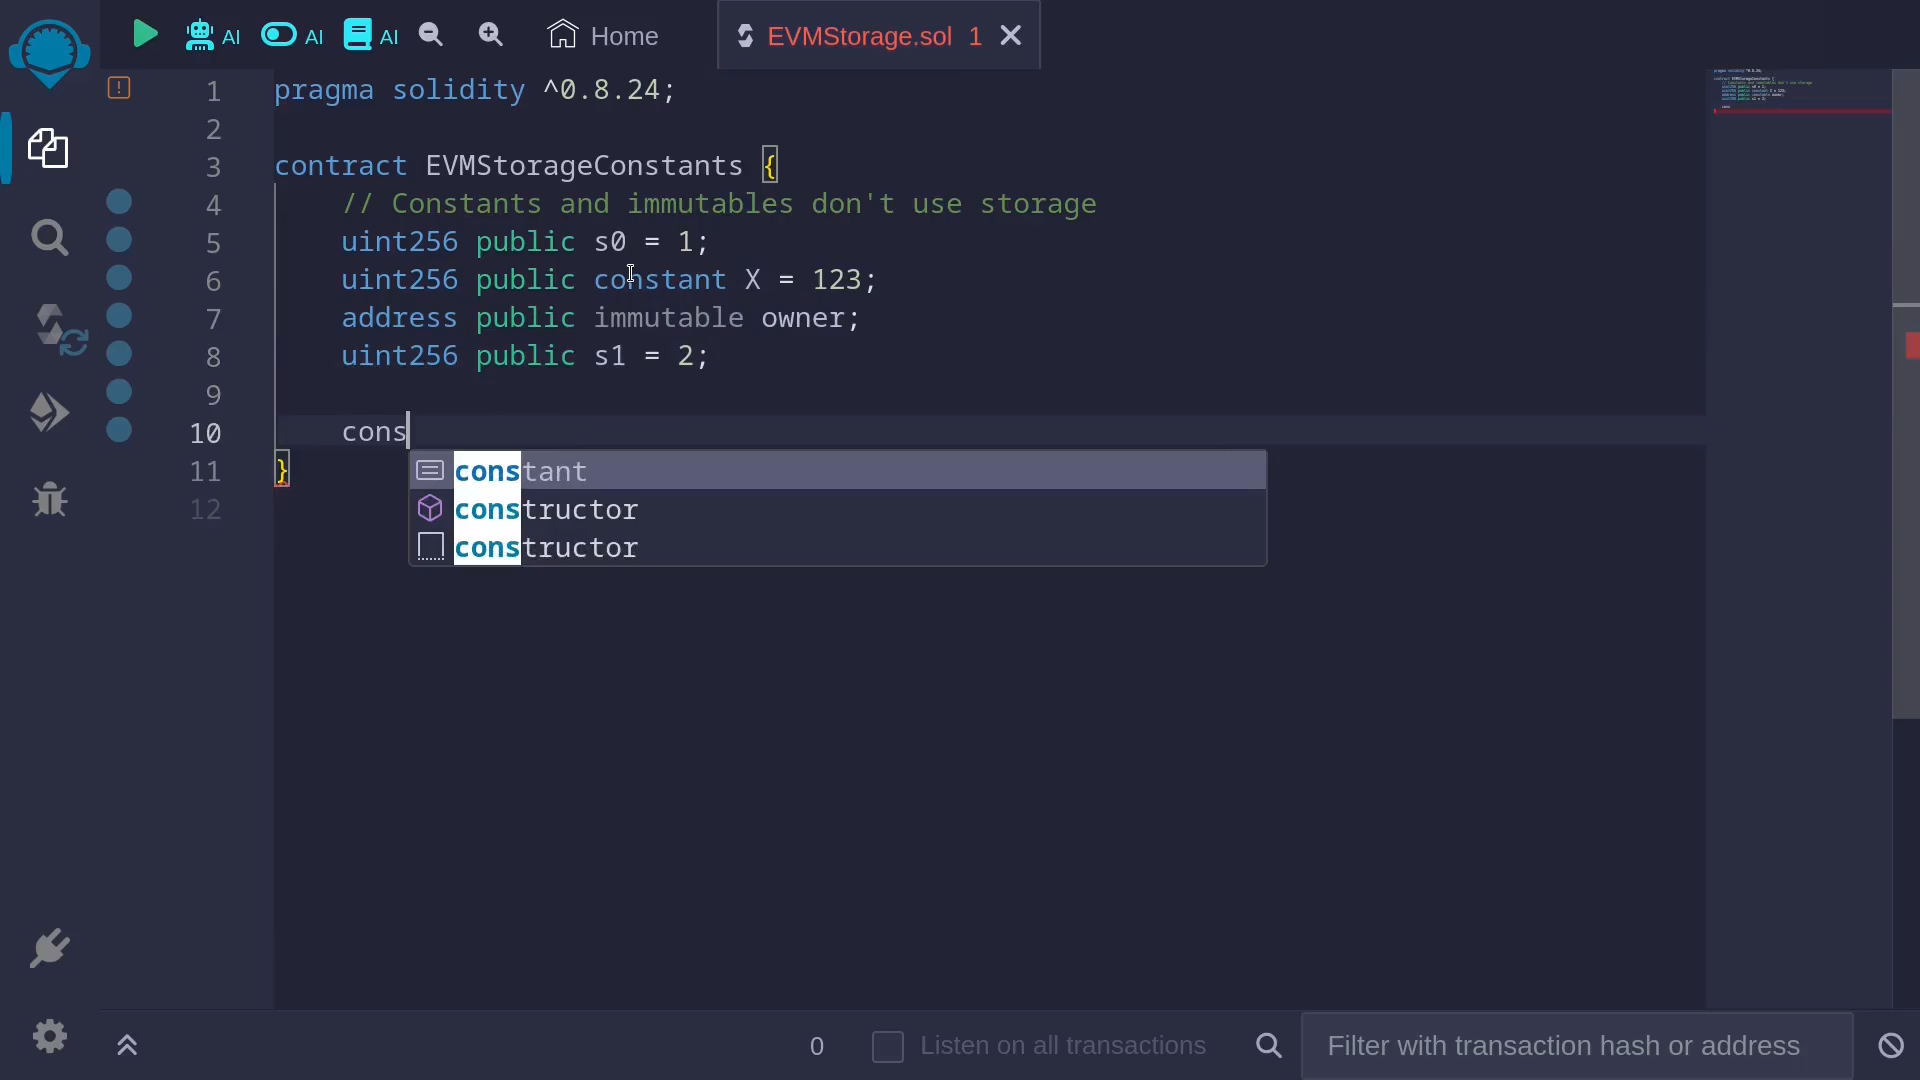 AI AI AI Home EVMStorage.sol 1
1 pragma solidity ^0.8.24;
2
3 contract EVMStorageConstants {
4 // Constants and immutables don't use storage
5 uint256 public s0 = 1;
6 uint256 public constant X = 123;
7 address public immutable owner;
8 uint256 public s1 = 2;
9
10 cons
constant
11 }
constructor
12
constructor
0 Listen on all transactions Filter with transaction hash or address